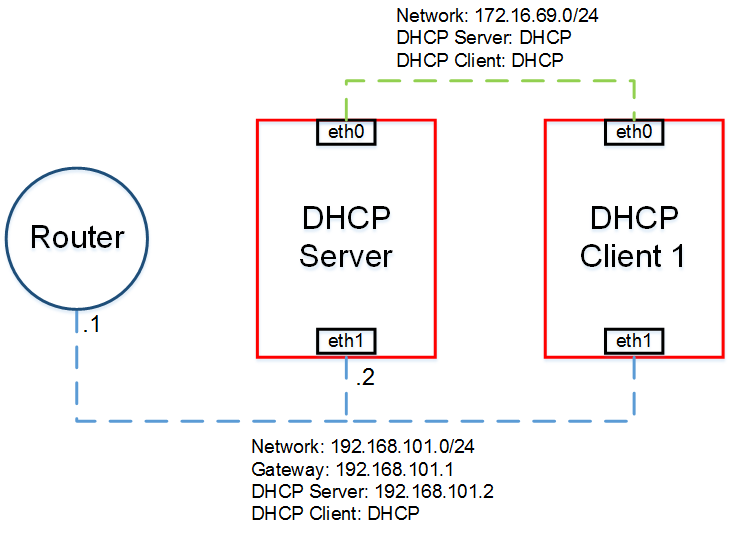 Network: 172.16.69.0/24
DHCP Server: DHCP
DHCP Client: DHCP
eth0
eth0
Router
DHCP
Server
DHCP
Client 1
.1
eth1
eth1
.2
Network: 192.168.101.0/24
Gateway: 192.168.101.1
DHCP Server: 192.168.101.2
DHCP Client: DHCP